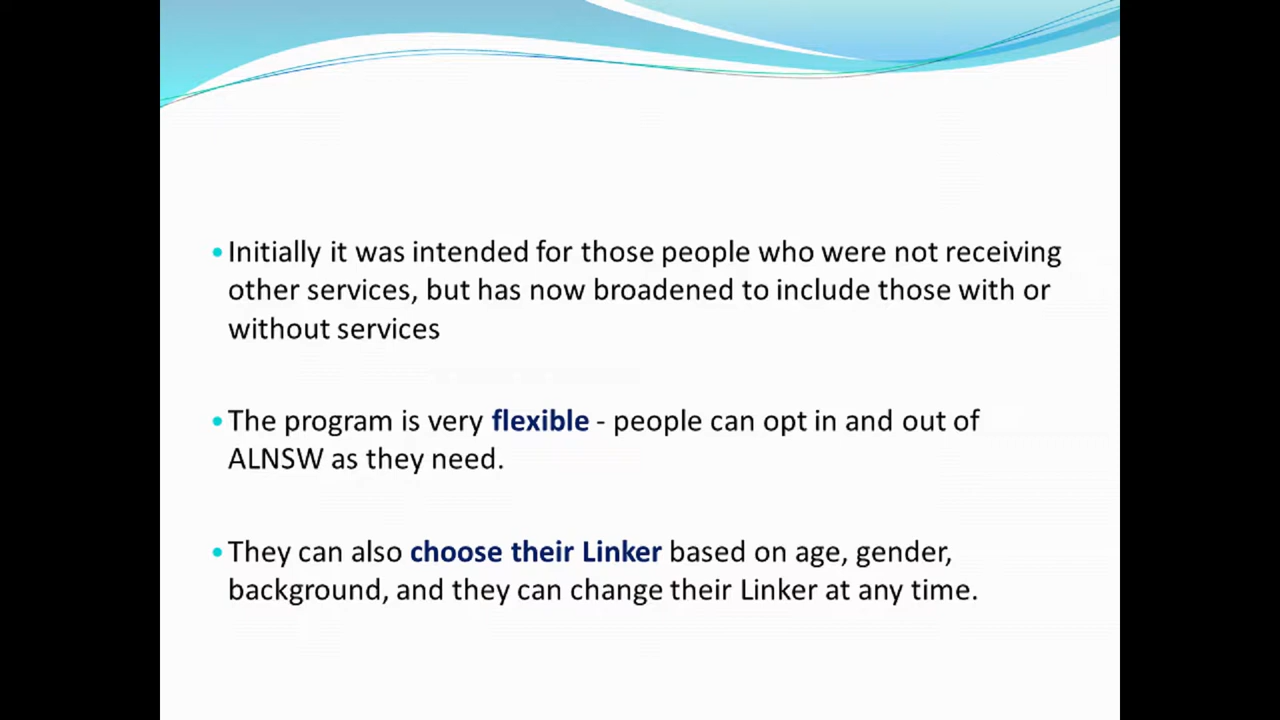 •Initially it was intended for those people who were not receiving
other services, but has now broadened to include those with or
without services
•The program is very flexible - people can opt in and out of
ALNSW as they need.
•They can also choose their Linker based on age, gender,
background, and they can change their Linker at any time.